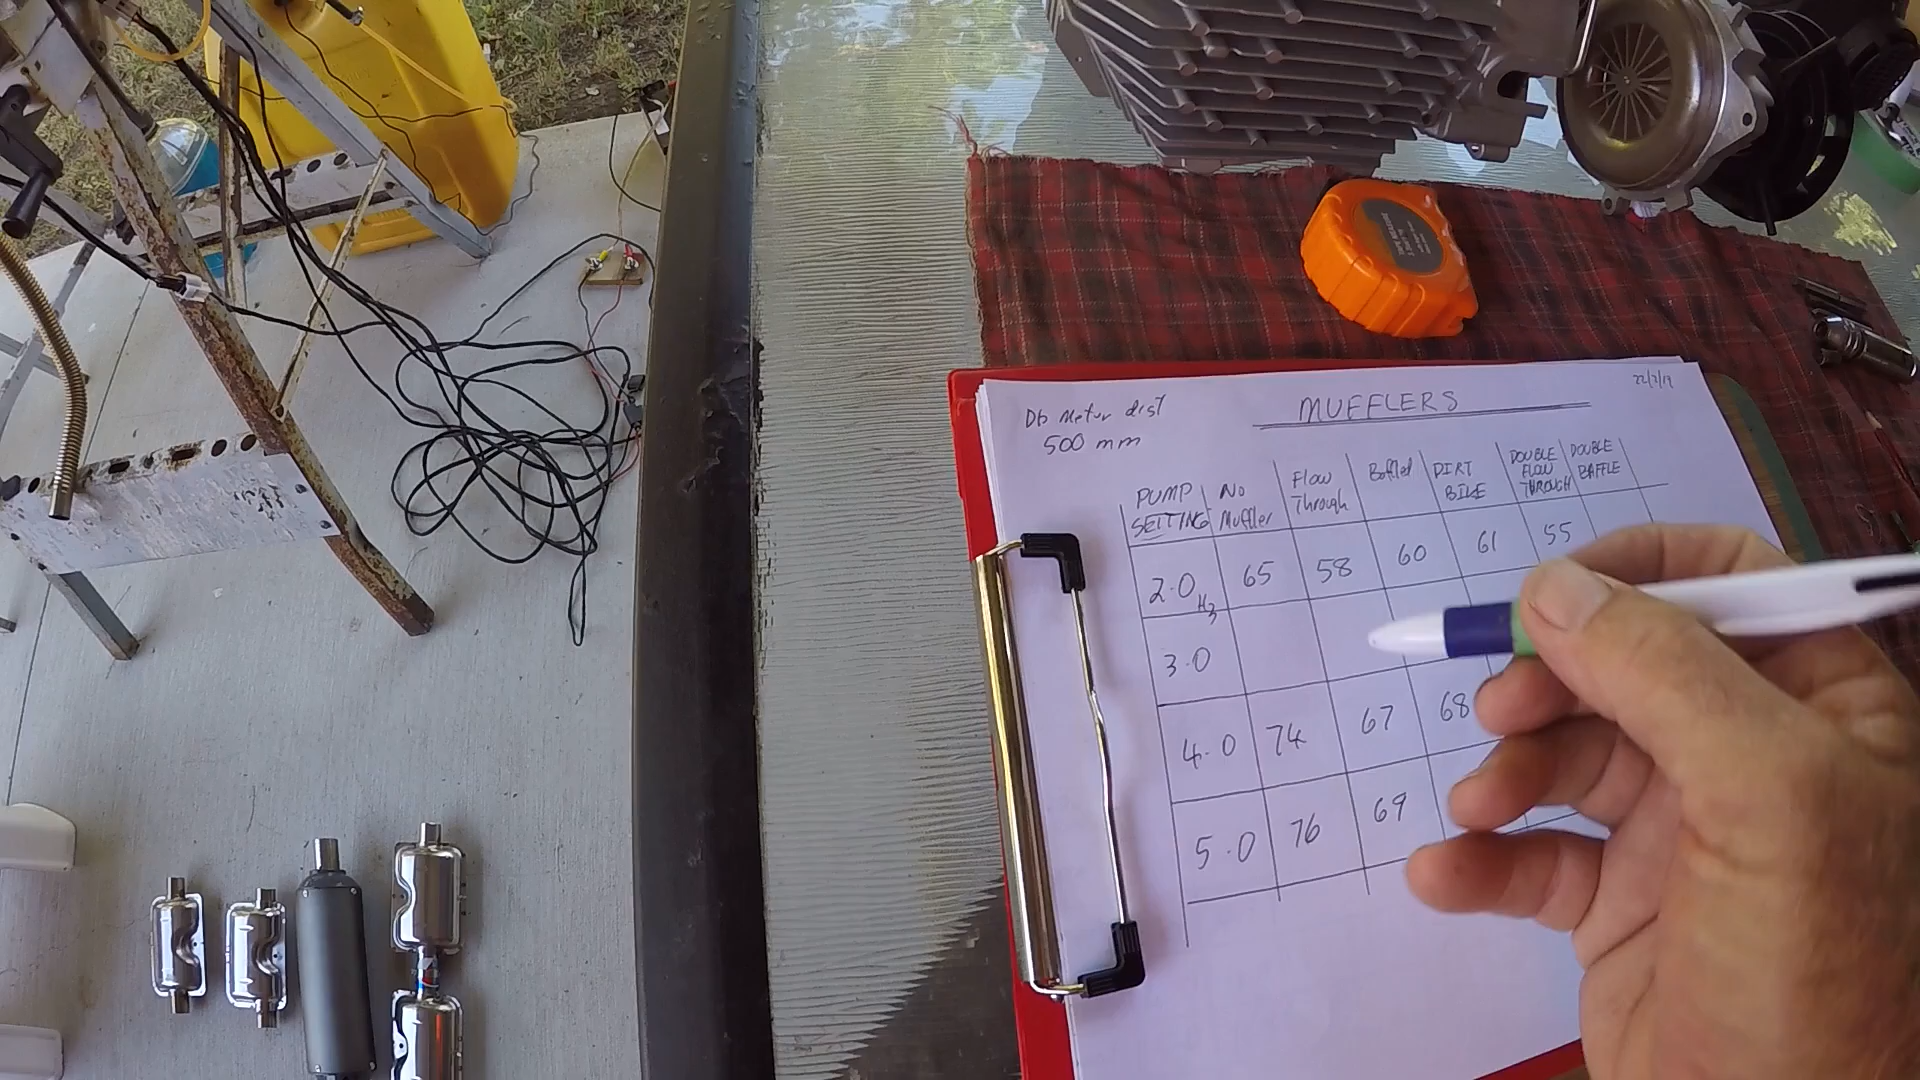 22/2/19
MUFFLERS
Db Meter dist
500 mm
PUMP SETTING No Muffler Flow Through Baffled DIRT BIKE DOUBLE FLOW THROUGH DOUBLE BAFFLE
2.0 Hz 65 58 60 61 55
3.0
4.0 74 67 68
5.0 76 69